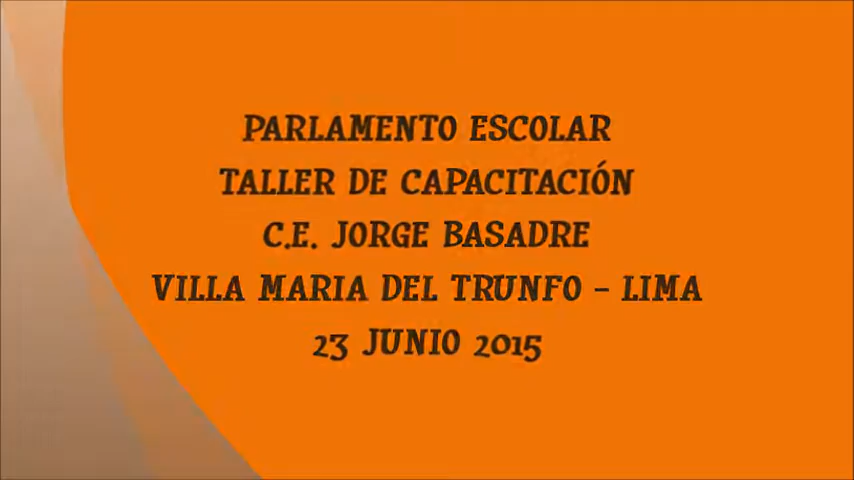 PARLAMENTO ESCOLAR
TALLER DE CAPACITACIÓN
C.E. JORGE BASADRE
VILLA MARIA DEL TRUNFO - LIMA
23 JUNIO 2015